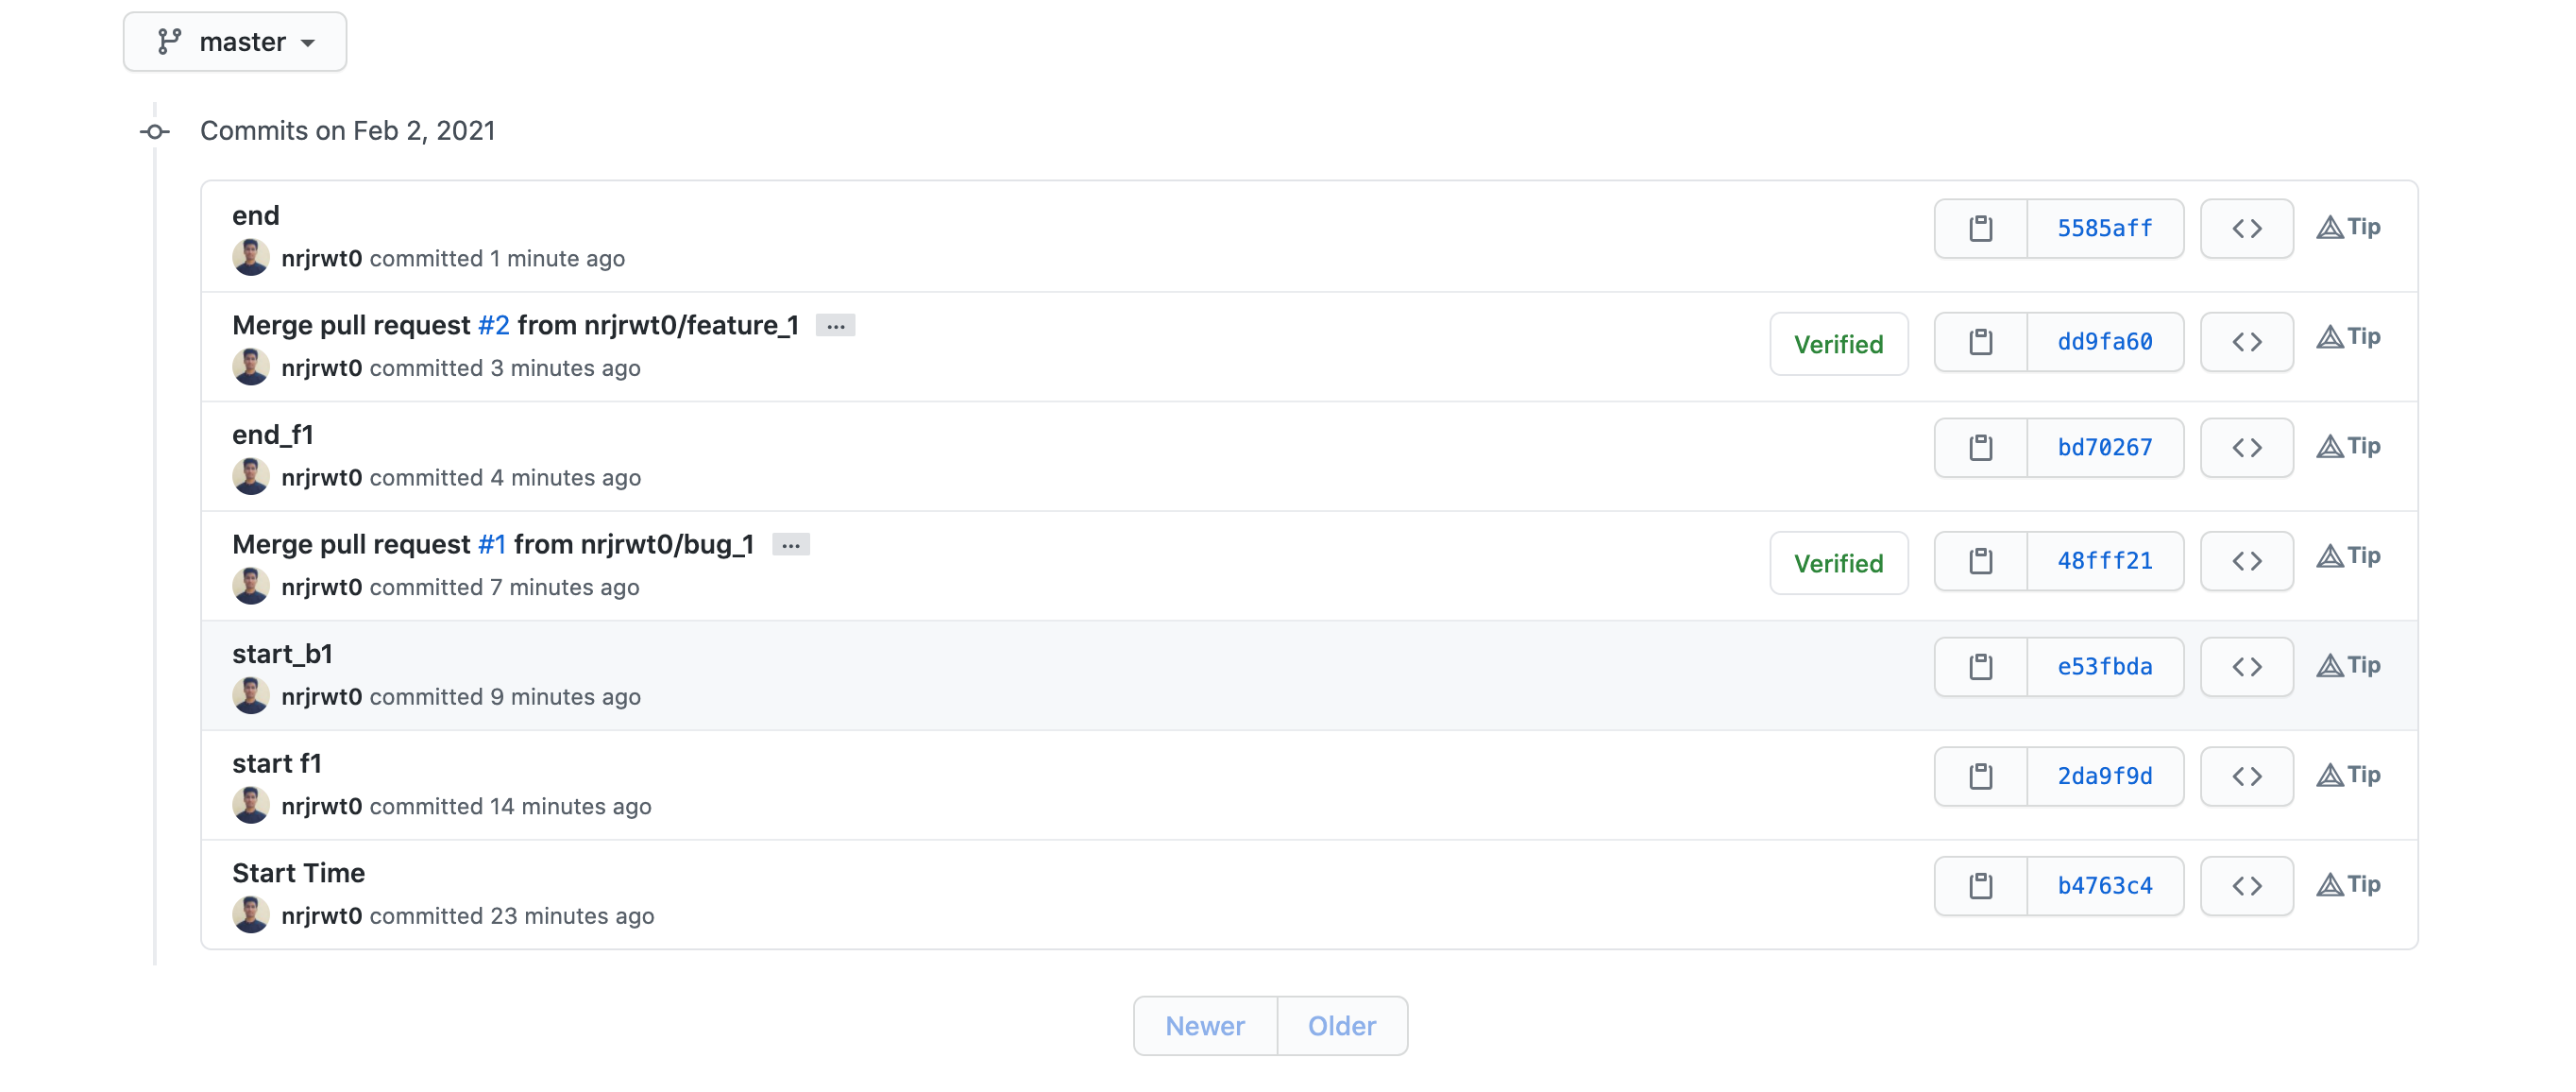 master
Commits on Feb 2, 2021
end
nrjrwt0 committed 1 minute ago
5585aff
Tip
Merge pull request #2 from nrjrwt0/feature_1 ...
nrjrwt0 committed 3 minutes ago
Verified
dd9fa60
Tip
end_f1
nrjrwt0 committed 4 minutes ago
bd70267
Tip
Merge pull request #1 from nrjrwt0/bug_1 ...
nrjrwt0 committed 7 minutes ago
Verified
48fff21
Tip
start_b1
nrjrwt0 committed 9 minutes ago
e53fbda
Tip
start f1
nrjrwt0 committed 14 minutes ago
2da9f9d
Tip
Start Time
nrjrwt0 committed 23 minutes ago
b4763c4
Tip
Newer
Older